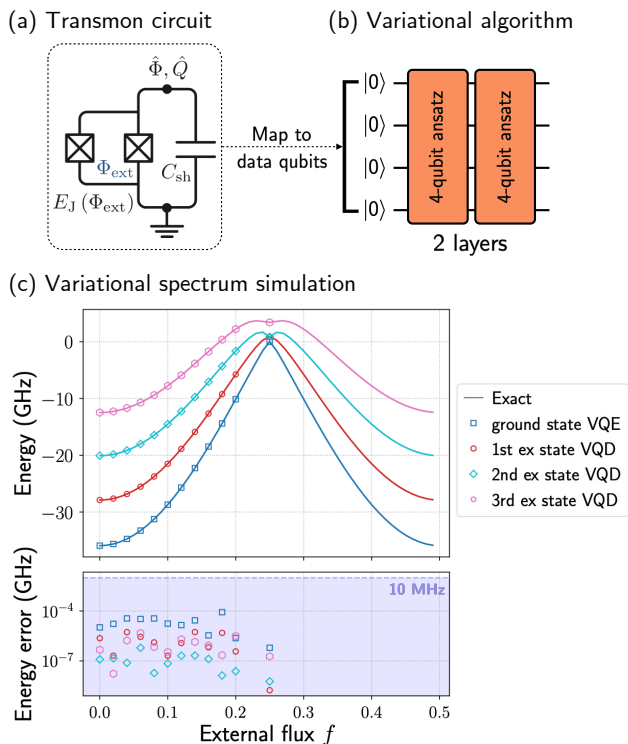 (a) Transmon circuit
(b) Variational algorithm
Φ̂, Q̂
Φext
Csh
EJ (Φext)
Map to
data qubits
|0⟩
|0⟩
|0⟩
|0⟩
4-qubit ansatz
4-qubit ansatz
2 layers
(c) Variational spectrum simulation
Energy (GHz)
0
−10
−20
−30
Exact
ground state VQE
1st ex state VQD
2nd ex state VQD
3rd ex state VQD
Energy error (GHz)
10 MHz
10⁻⁴
10⁻⁷
0.0 0.1 0.2 0.3 0.4 0.5
External flux f